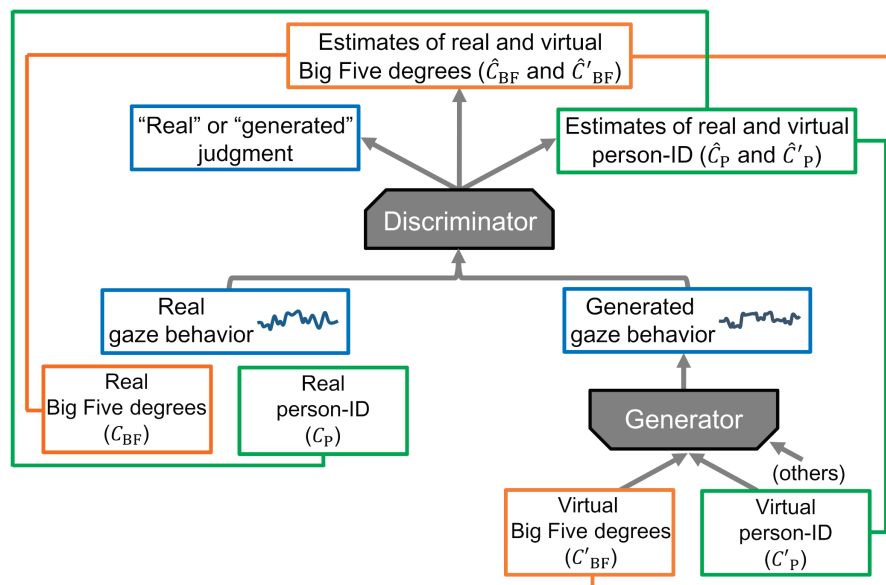 Estimates of real and virtual
Big Five degrees (Ĉ_BF and Ĉ'_BF)
“Real” or “generated”
judgment
Estimates of real and virtual
person-ID (Ĉ_P and Ĉ'_P)
Discriminator
Real
gaze behavior
Generated
gaze behavior
Real
Big Five degrees
(C_BF)
Real
person-ID
(C_P)
Generator
(others)
Virtual
Big Five degrees
(C'_BF)
Virtual
person-ID
(C'_P)